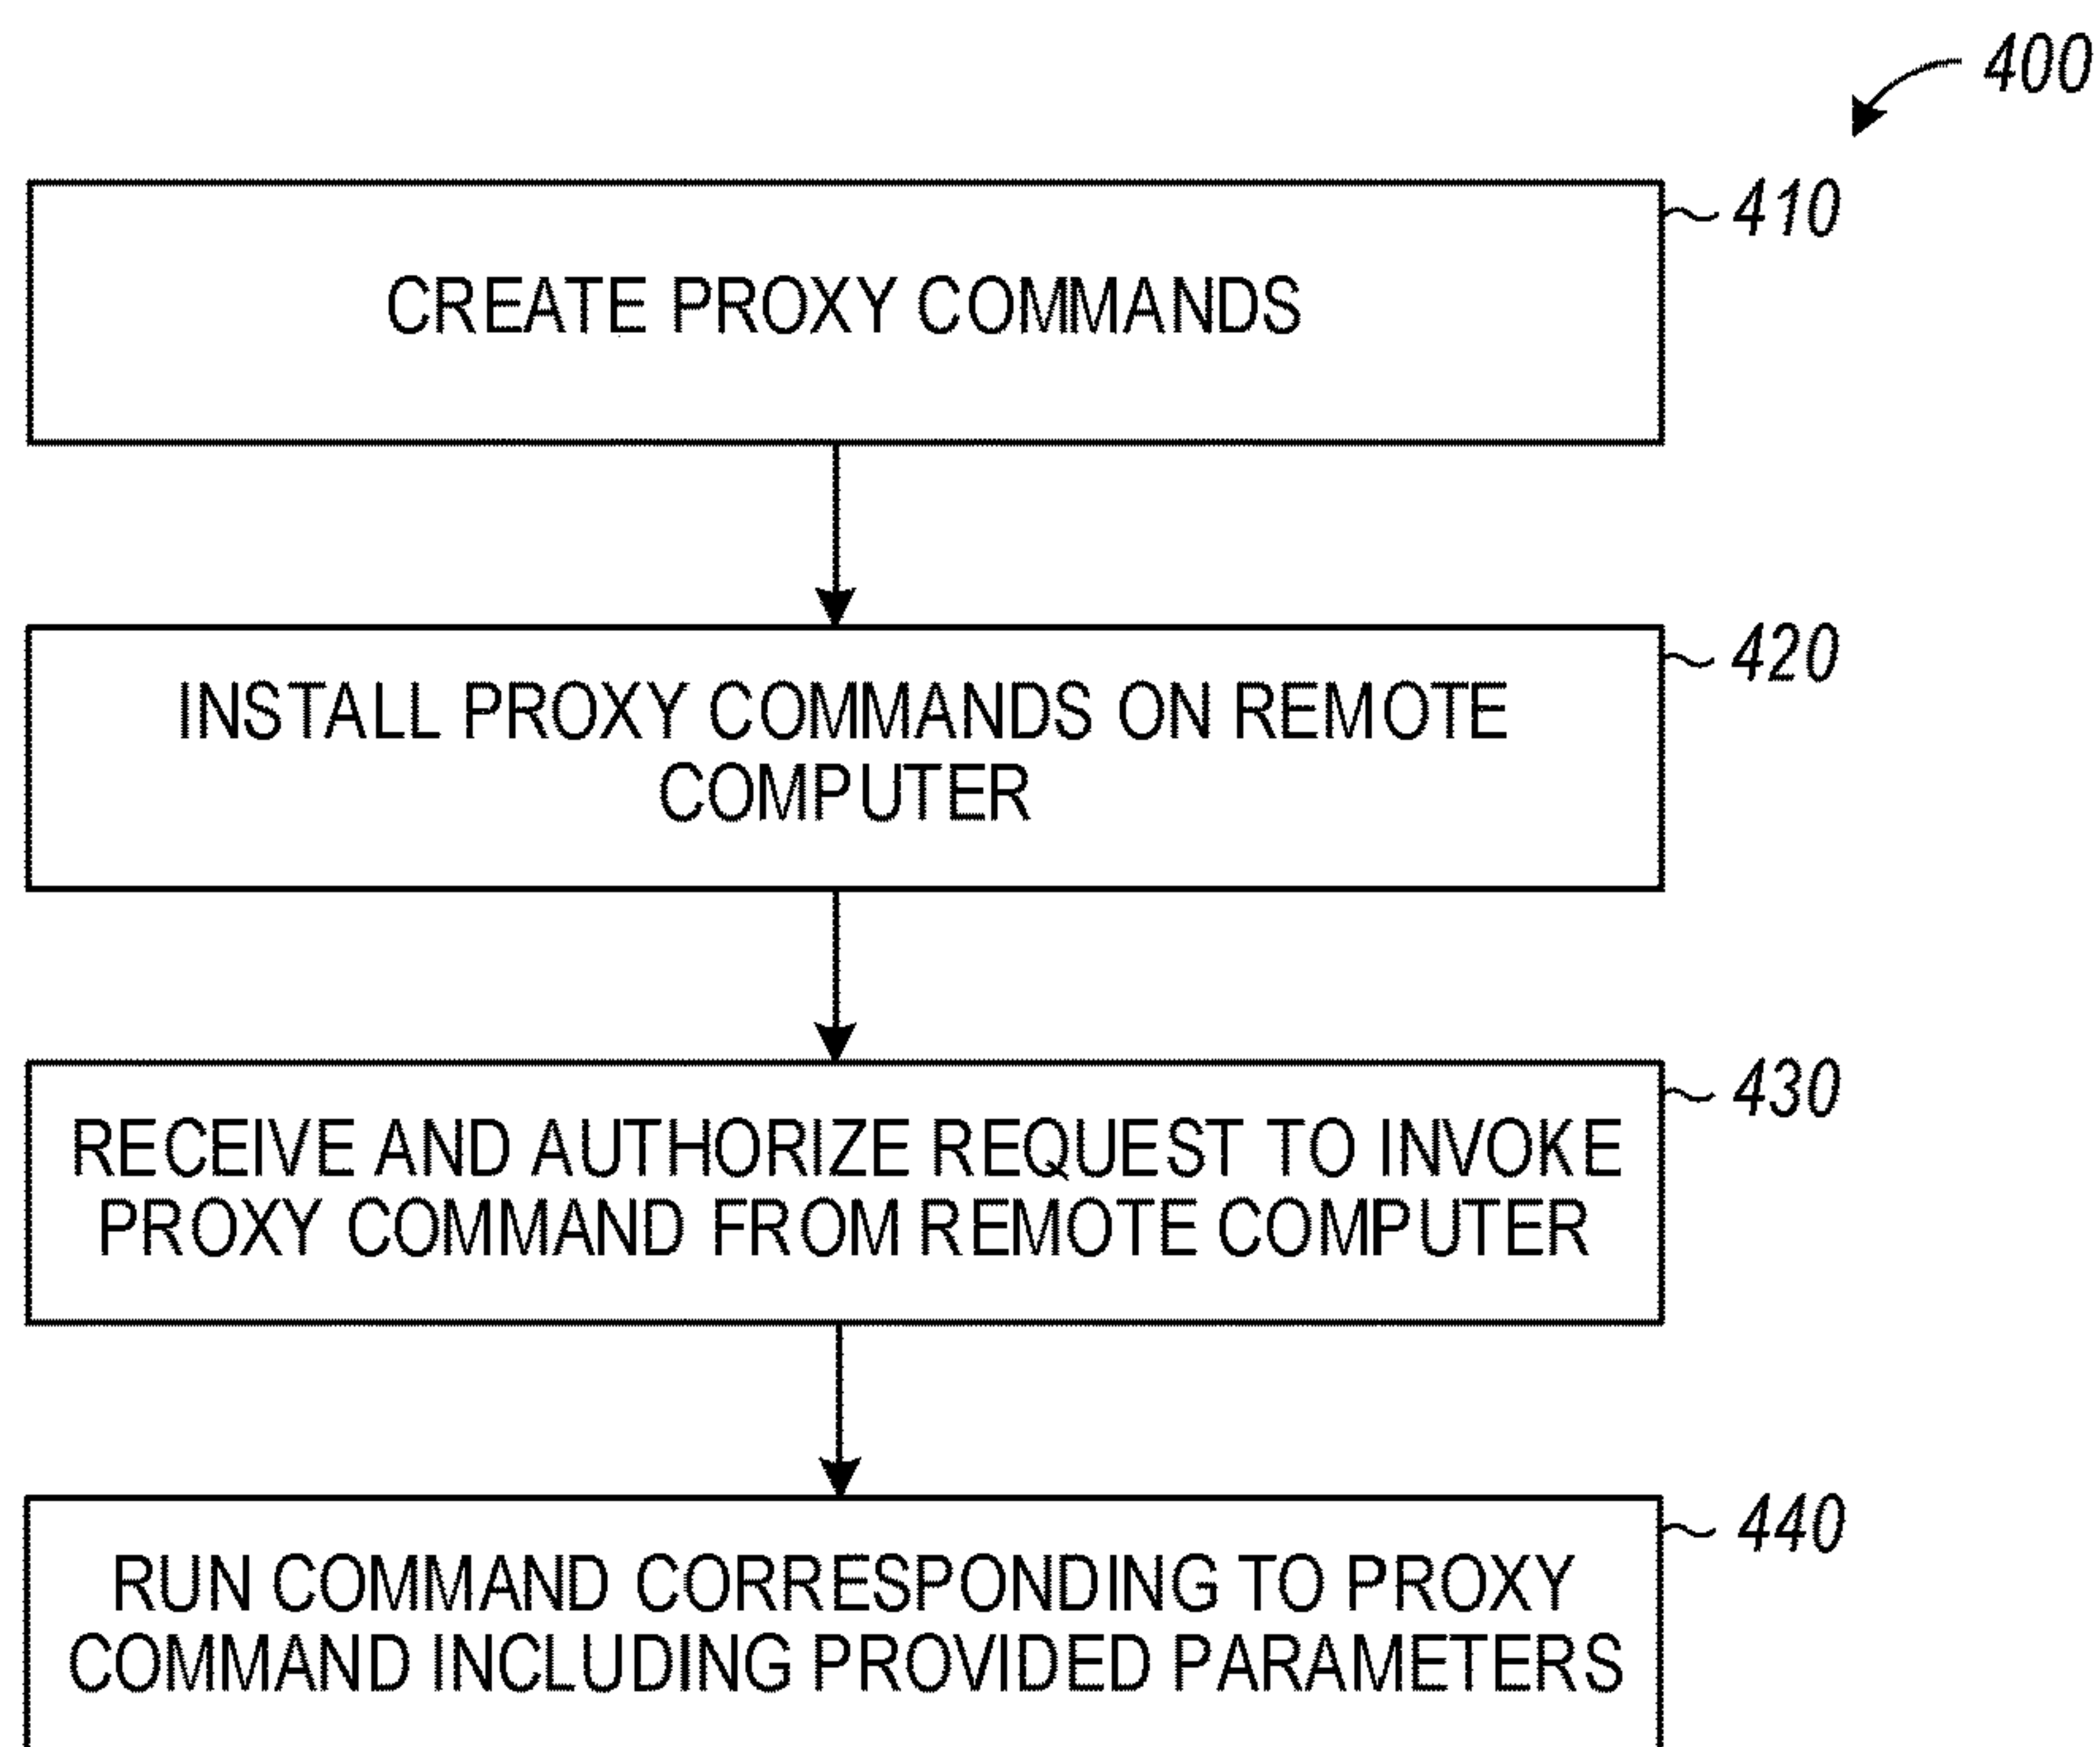 400
410
CREATE PROXY COMMANDS
420
INSTALL PROXY COMMANDS ON REMOTE
COMPUTER
430
RECEIVE AND AUTHORIZE REQUEST TO INVOKE
PROXY COMMAND FROM REMOTE COMPUTER
440
RUN COMMAND CORRESPONDING TO PROXY
COMMAND INCLUDING PROVIDED PARAMETERS